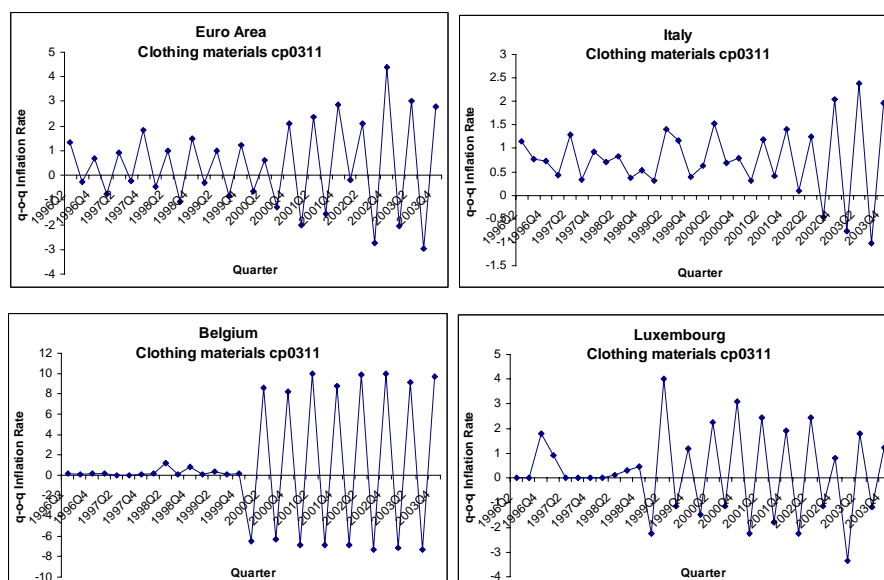 Euro Area
Clothing materials cp0311
q-o-q Inflation Rate
5
4
3
2
1
0
-1
-2
-3
-4
1996Q2 1996Q4 1997Q2 1997Q4 1998Q2 1998Q4 1999Q2 1999Q4 2000Q2 2000Q4 2001Q2 2001Q4 2002Q2 2002Q4 2003Q2 2003Q4
Quarter
Italy
Clothing materials cp0311
q-o-q Inflation Rate
3
2.5
2
1.5
1
0.5
0
-0.5
-1
-1.5
1996Q2 1996Q4 1997Q2 1997Q4 1998Q2 1998Q4 1999Q2 1999Q4 2000Q2 2000Q4 2001Q2 2001Q4 2002Q2 2002Q4 2003Q2 2003Q4
Quarter
Belgium
Clothing materials cp0311
q-o-q Inflation Rate
12
10
8
6
4
2
0
-2
-4
-6
-8
-10
1996Q2 1996Q4 1997Q2 1997Q4 1998Q2 1998Q4 1999Q2 1999Q4 2000Q2 2000Q4 2001Q2 2001Q4 2002Q2 2002Q4 2003Q2 2003Q4
Quarter
Luxembourg
Clothing materials cp0311
q-o-q Inflation Rate
5
4
3
2
1
0
-1
-2
-3
-4
1996Q2 1996Q4 1997Q2 1997Q4 1998Q2 1998Q4 1999Q2 1999Q4 2000Q2 2000Q4 2001Q2 2001Q4 2002Q2 2002Q4 2003Q2 2003Q4
Quarter